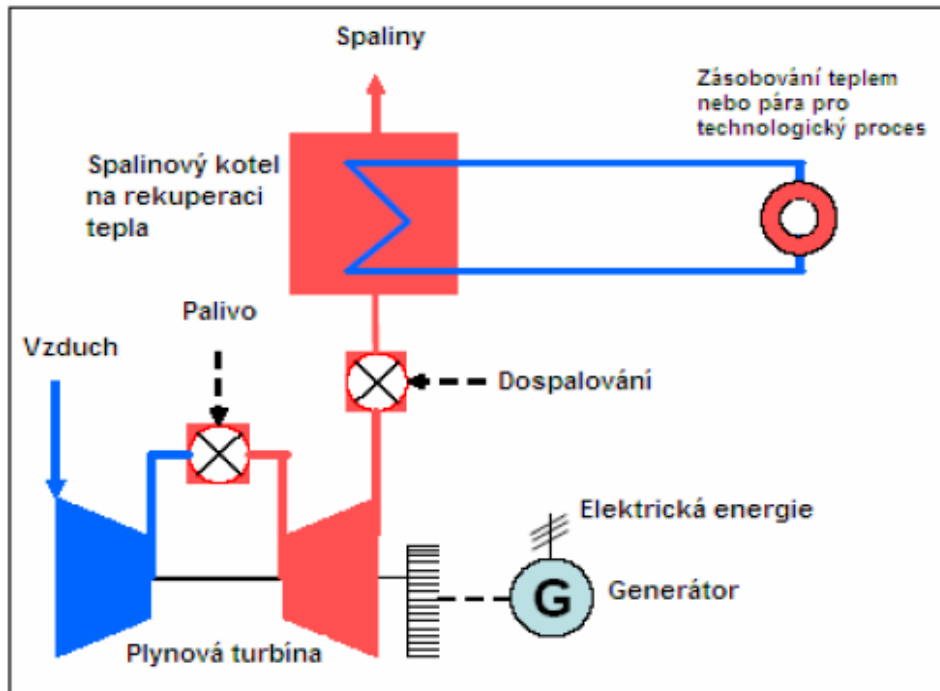 Spaliny
Zásobování teplem
nebo pára pro
technologický proces
Spalinový kotel
na rekuperaci
tepla
Palivo
Vzduch
Dospalování
Elektrická energie
G
Generátor
Plynová turbína